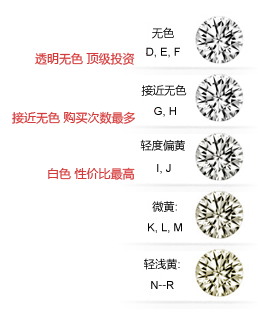 无色
D, E, F
透明无色 顶级投资
接近无色
G, H
接近无色 购买次数最多
轻度偏黄
I, J
白色 性价比最高
微黄:
K, L, M
轻浅黄:
N--R